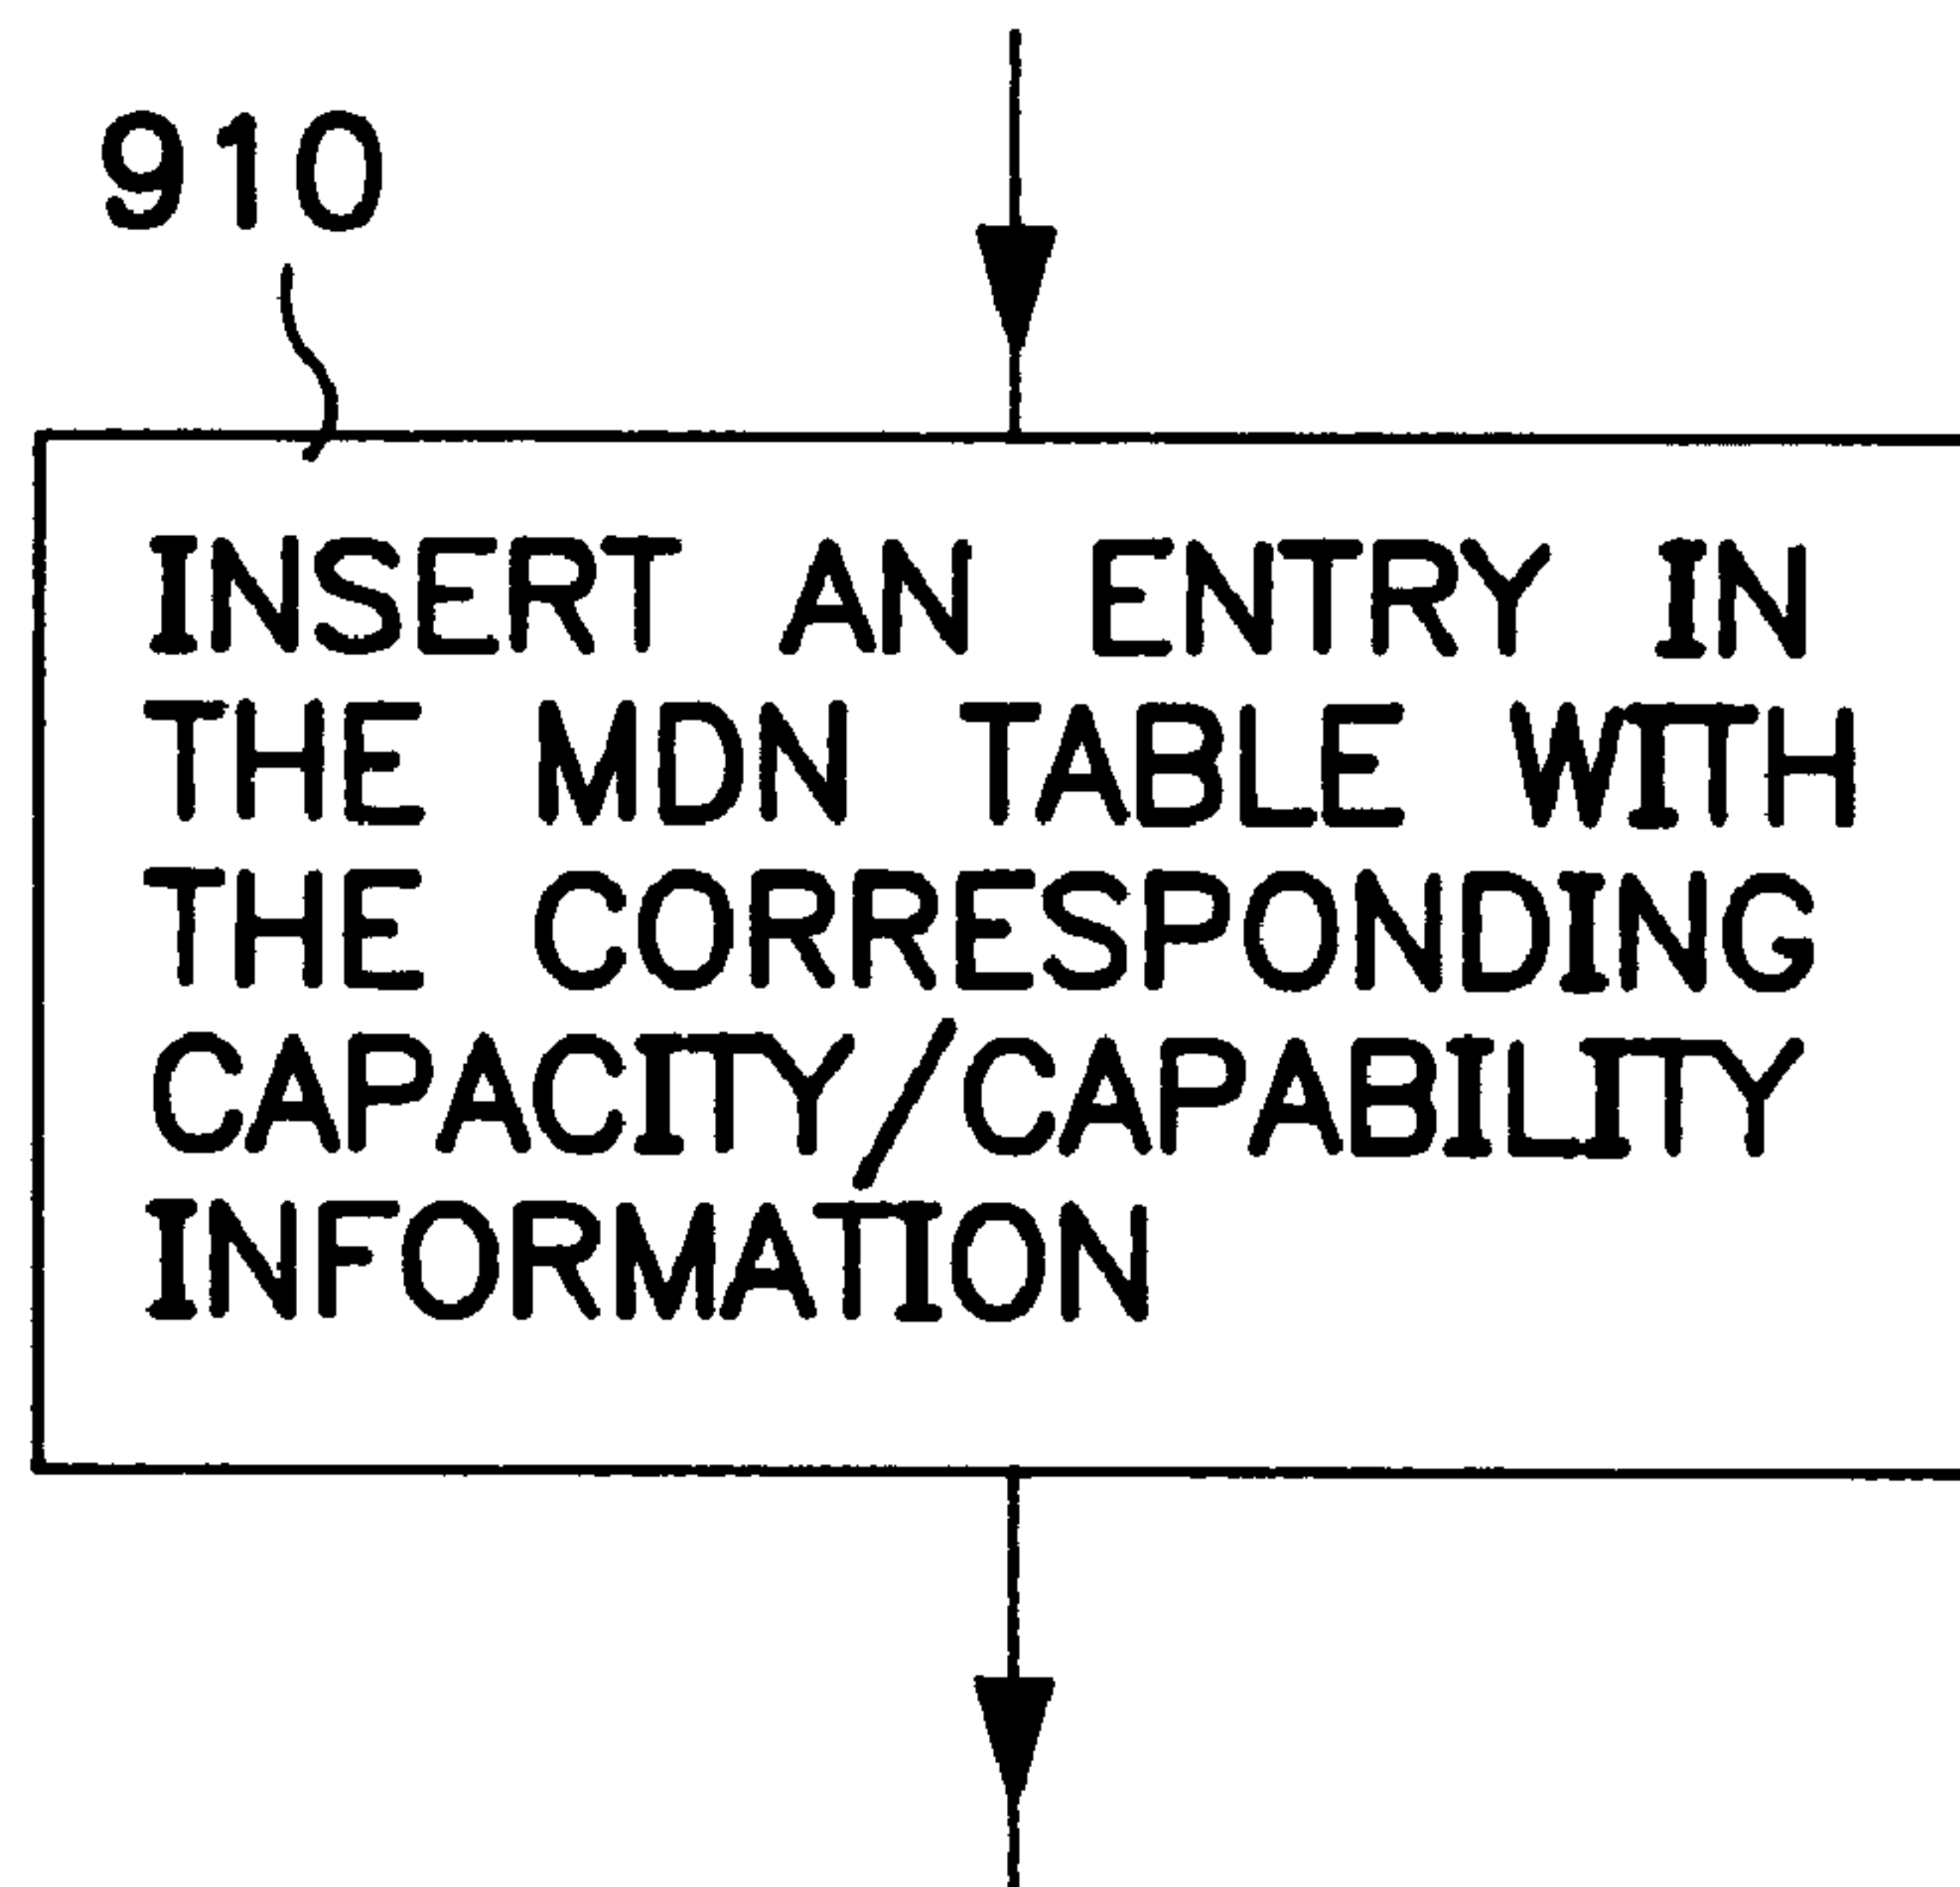 910
INSERT AN ENTRY IN
THE MDN TABLE WITH
THE CORRESPONDING
CAPACITY/CAPABILITY
INFORMATION